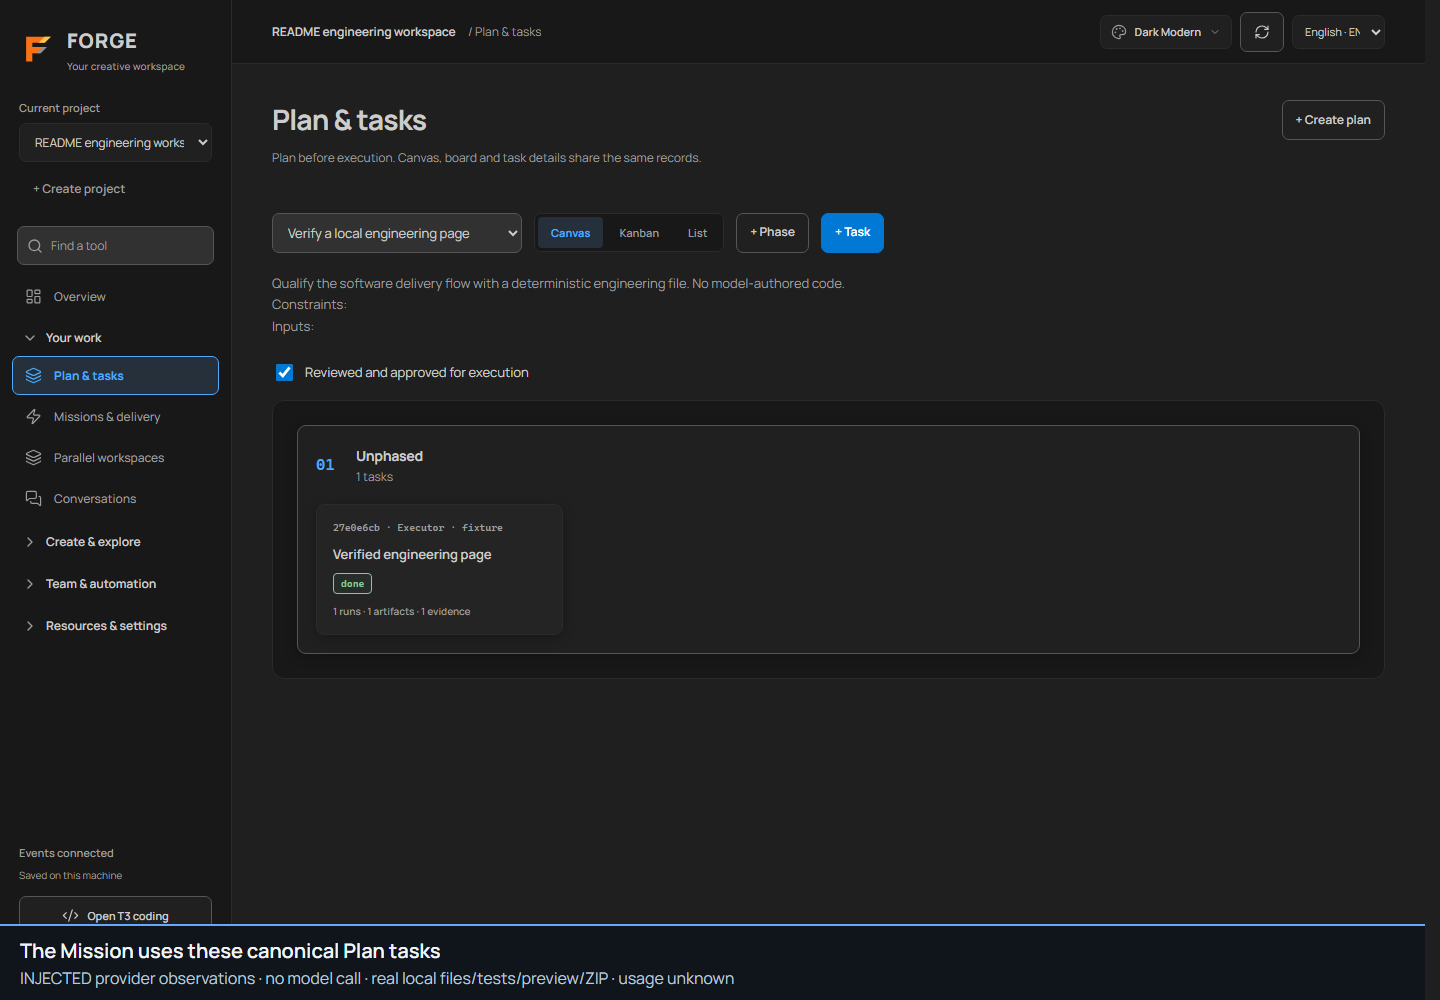 FORGE
Your creative workspace
Current project
README engineering works
+ Create project
Find a tool
Overview
Your work
Plan & tasks
Missions & delivery
Parallel workspaces
Conversations
Create & explore
Team & automation
Resources & settings
Events connected
Saved on this machine
Open T3 coding
README engineering workspace / Plan & tasks
Dark Modern
English · EN
Plan & tasks
+ Create plan
Plan before execution. Canvas, board and task details share the same records.
Verify a local engineering page
Canvas Kanban List
+ Phase
+ Task
Qualify the software delivery flow with a deterministic engineering file. No model-authored code.
Constraints:
Inputs:
Reviewed and approved for execution
01
Unphased
1 tasks
27e0e6cb · Executor · fixture
Verified engineering page
done
1 runs · 1 artifacts · 1 evidence
The Mission uses these canonical Plan tasks
INJECTED provider observations · no model call · real local files/tests/preview/ZIP · usage unknown